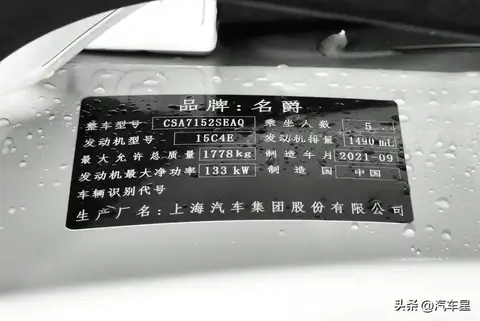 品牌:名爵
整车型号 CSA7152SEAQ 乘坐人数 5
发动机型号 15C4E 发动机排量 1490 mL
最大允许总质量 1778kg 制造年月 2021.09
发动机最大净功率 133 kW 制造国 中国
车辆识别代号
生产厂名:上海汽车集团股份有限公司
头条 @汽车星